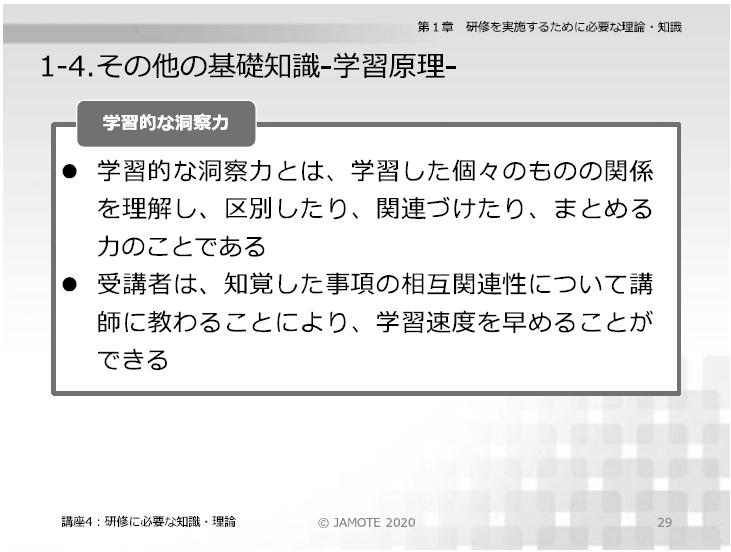 第１章　研修を実施するために必要な理論・知識
1-4.その他の基礎知識-学習原理-
学習的な洞察力
● 学習的な洞察力とは、学習した個々のものの関係
を理解し、区別したり、関連づけたり、まとめる
力のことである
● 受講者は、知覚した事項の相互関連性について講
師に教わることにより、学習速度を早めることが
できる
講座4：研修に必要な知識・理論
© JAMOTE 2020
29